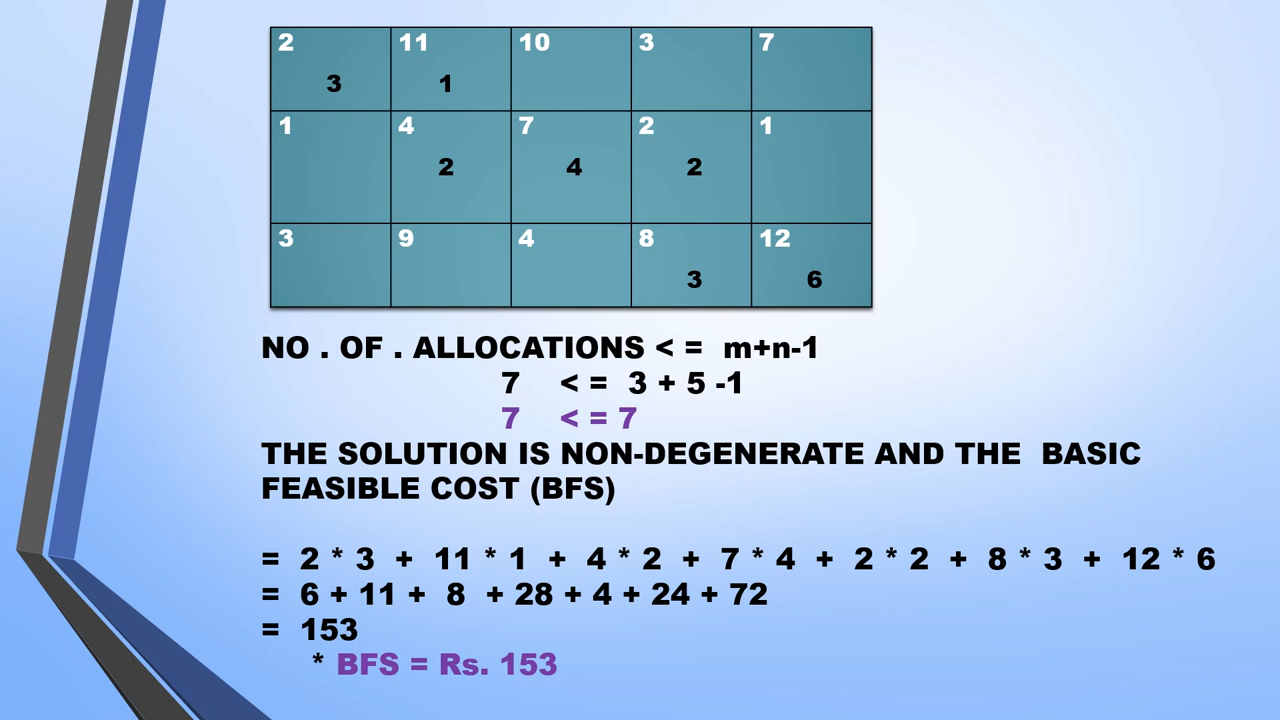 2 11 10 3 7
3 1
1 4 7 2 1
2 4 2
3 9 4 8 12
3 6
NO . OF . ALLOCATIONS < = m+n-1
7 < = 3 + 5 -1
7 < = 7
THE SOLUTION IS NON-DEGENERATE AND THE BASIC
FEASIBLE COST (BFS)
= 2 * 3 + 11 * 1 + 4 * 2 + 7 * 4 + 2 * 2 + 8 * 3 + 12 * 6
= 6 + 11 + 8 + 28 + 4 + 24 + 72
= 153
* BFS = Rs. 153